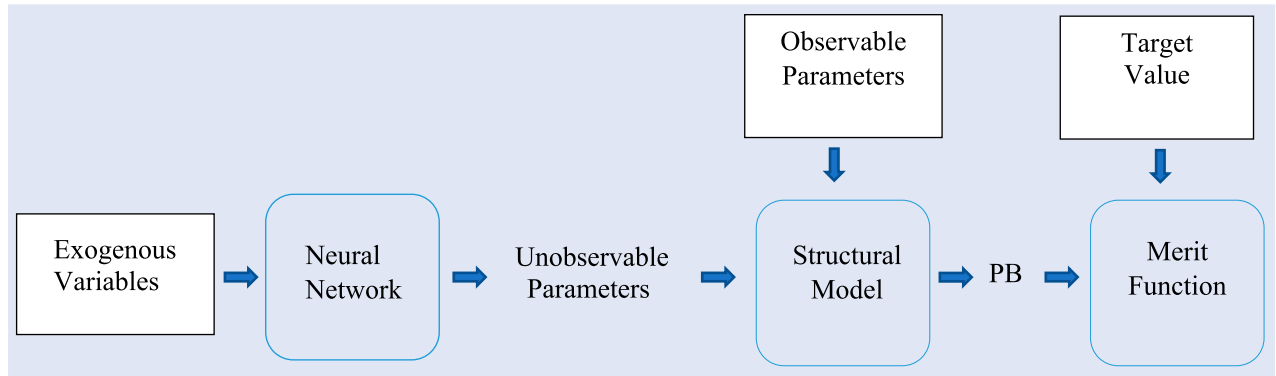 Observable
Parameters
Target
Value
Exogenous
Variables
Neural
Network
Unobservable
Parameters
Structural
Model
PB
Merit
Function